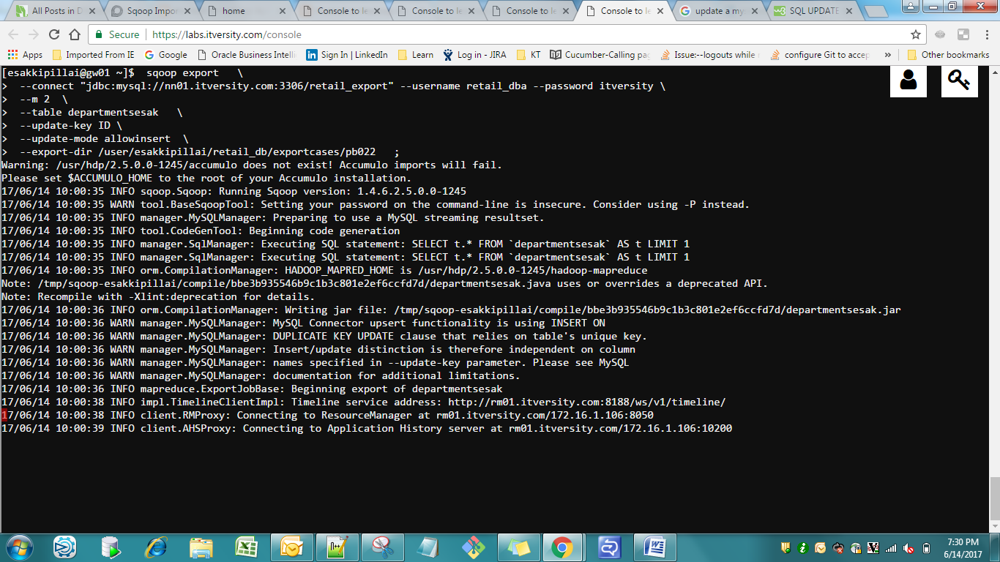 All Posts in D
Sqoop Impor
home
Console to le
Console to le
Console to le
Console to le
update a my
SQL UPDATE
Secure
https://labs.itversity.com/console
Apps
Imported From IE
Google
Oracle Business Intelli
Sign In | LinkedIn
Learn
Log in - JIRA
KT
Cucumber-Calling pag
Issue:--logouts while
configure Git to accep
»
Other bookmarks
[esakkipillai@gw01 ~]$ sqoop export \
> --connect "jdbc:mysql://nn01.itversity.com:3306/retail_export" --username retail_dba --password itversity \
> --m 2 \
> --table departmentsesak \
> --update-key ID \
> --update-mode allowinsert \
> --export-dir /user/esakkipillai/retail_db/exportcases/pb022 ;
Warning: /usr/hdp/2.5.0.0-1245/accumulo does not exist! Accumulo imports will fail.
Please set $ACCUMULO_HOME to the root of your Accumulo installation.
17/06/14 10:00:35 INFO sqoop.Sqoop: Running Sqoop version: 1.4.6.2.5.0.0-1245
17/06/14 10:00:35 WARN tool.BaseSqoopTool: Setting your password on the command-line is insecure. Consider using -P instead.
17/06/14 10:00:35 INFO manager.MySQLManager: Preparing to use a MySQL streaming resultset.
17/06/14 10:00:35 INFO tool.CodeGenTool: Beginning code generation
17/06/14 10:00:35 INFO manager.SqlManager: Executing SQL statement: SELECT t.* FROM `departmentsesak` AS t LIMIT 1
17/06/14 10:00:35 INFO manager.SqlManager: Executing SQL statement: SELECT t.* FROM `departmentsesak` AS t LIMIT 1
17/06/14 10:00:35 INFO orm.CompilationManager: HADOOP_MAPRED_HOME is /usr/hdp/2.5.0.0-1245/hadoop-mapreduce
Note: /tmp/sqoop-esakkipillai/compile/bbe3b935546b9c1b3c801e2ef6ccfd7d/departmentsesak.java uses or overrides a deprecated API.
Note: Recompile with -Xlint:deprecation for details.
17/06/14 10:00:36 INFO orm.CompilationManager: Writing jar file: /tmp/sqoop-esakkipillai/compile/bbe3b935546b9c1b3c801e2ef6ccfd7d/departmentsesak.jar
17/06/14 10:00:36 WARN manager.MySQLManager: MySQL Connector upsert functionality is using INSERT ON
17/06/14 10:00:36 WARN manager.MySQLManager: DUPLICATE KEY UPDATE clause that relies on table's unique key.
17/06/14 10:00:36 WARN manager.MySQLManager: Insert/update distinction is therefore independent on column
17/06/14 10:00:36 WARN manager.MySQLManager: names specified in --update-key parameter. Please see MySQL
17/06/14 10:00:36 WARN manager.MySQLManager: documentation for additional limitations.
17/06/14 10:00:36 INFO mapreduce.ExportJobBase: Beginning export of departmentsesak
17/06/14 10:00:38 INFO impl.TimelineClientImpl: Timeline service address: http://rm01.itversity.com:8188/ws/v1/timeline/
17/06/14 10:00:38 INFO client.RMProxy: Connecting to ResourceManager at rm01.itversity.com/172.16.1.106:8050
17/06/14 10:00:39 INFO client.AHSProxy: Connecting to Application History server at rm01.itversity.com/172.16.1.106:10200
7:30 PM
6/14/2017